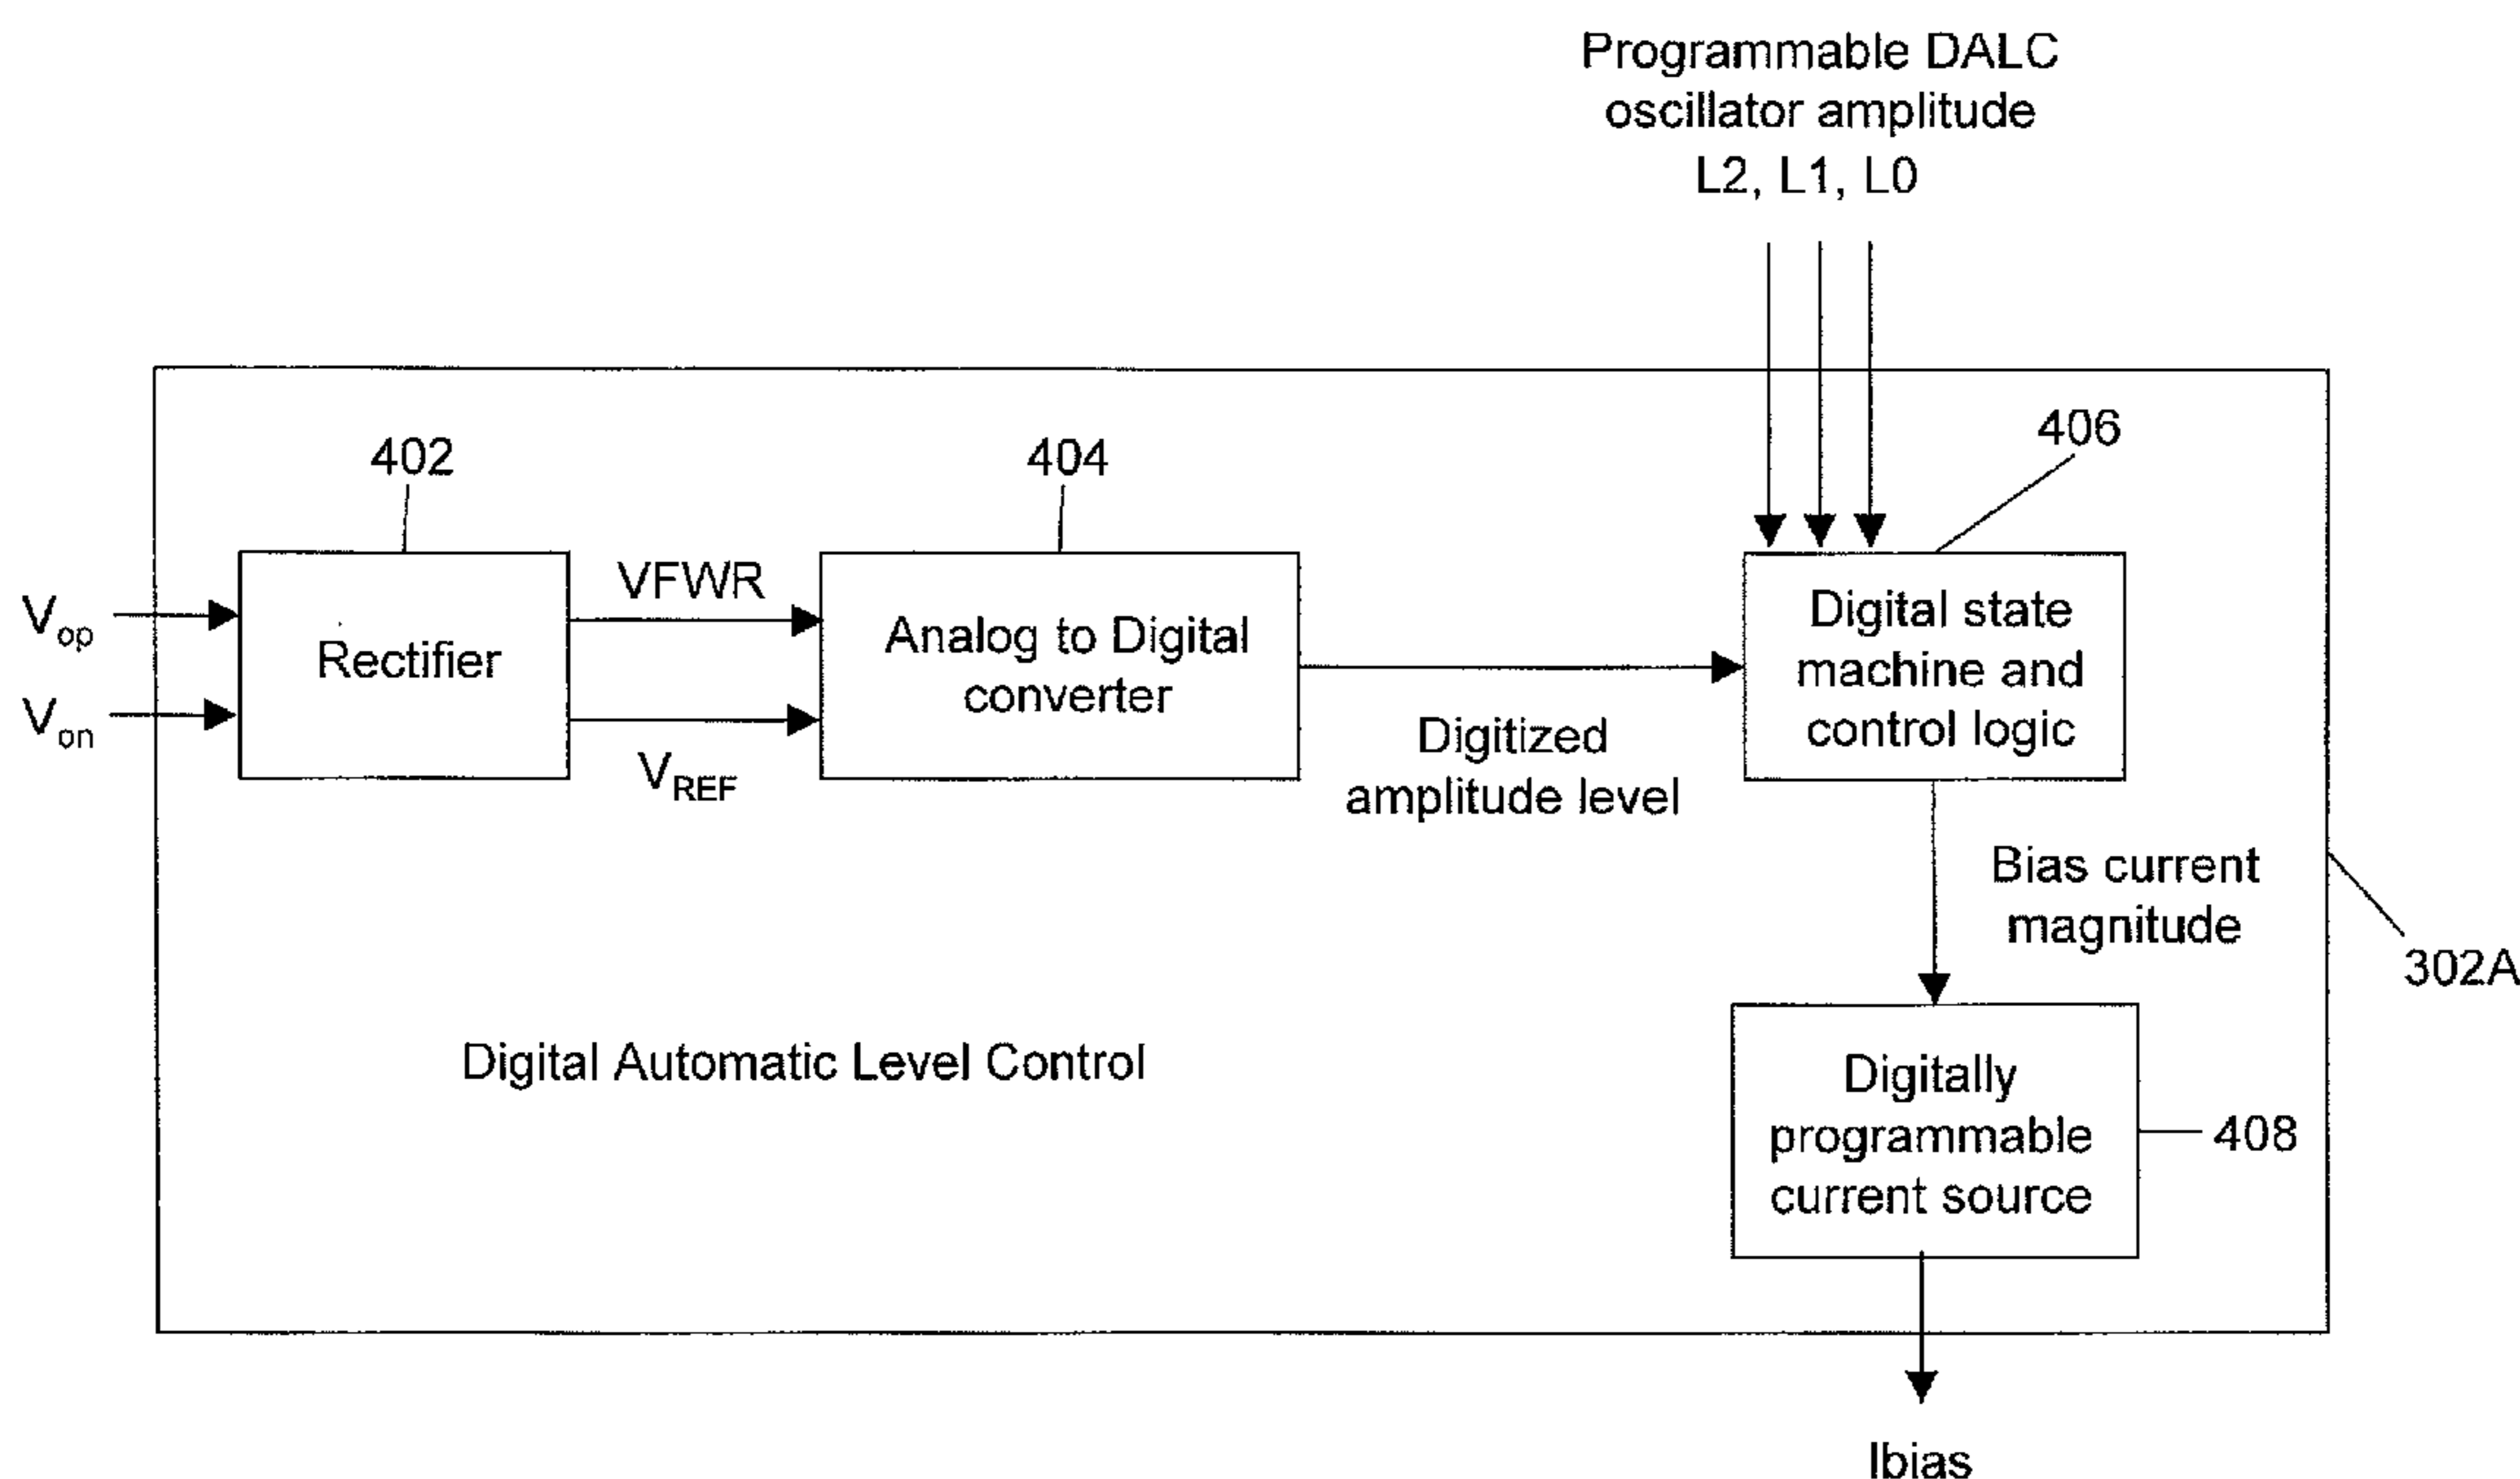 Programmable DALC
oscillator amplitude
L2, L1, L0
402
404
406
Vop
Von
Rectifier
VFWR
VREF
Analog to Digital
converter
Digitized
amplitude level
Digital state
machine and
control logic
Bias current
magnitude
302A
Digital Automatic Level Control
Digitally
programmable
current source
408
Ibias